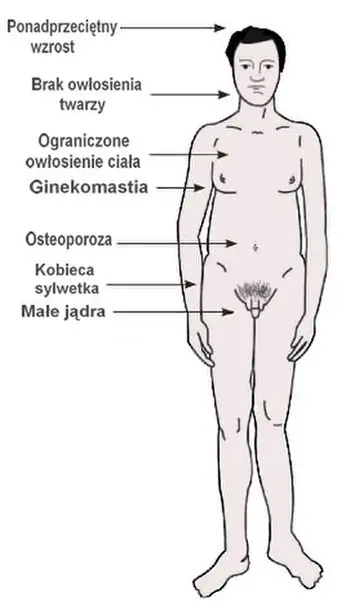 Ponadprzeciętny
wzrost
Brak owłosienia
twarzy
Ograniczone
owłosienie ciała
Ginekomastia
Osteoporoza
Kobieca
sylwetka
Małe jądra